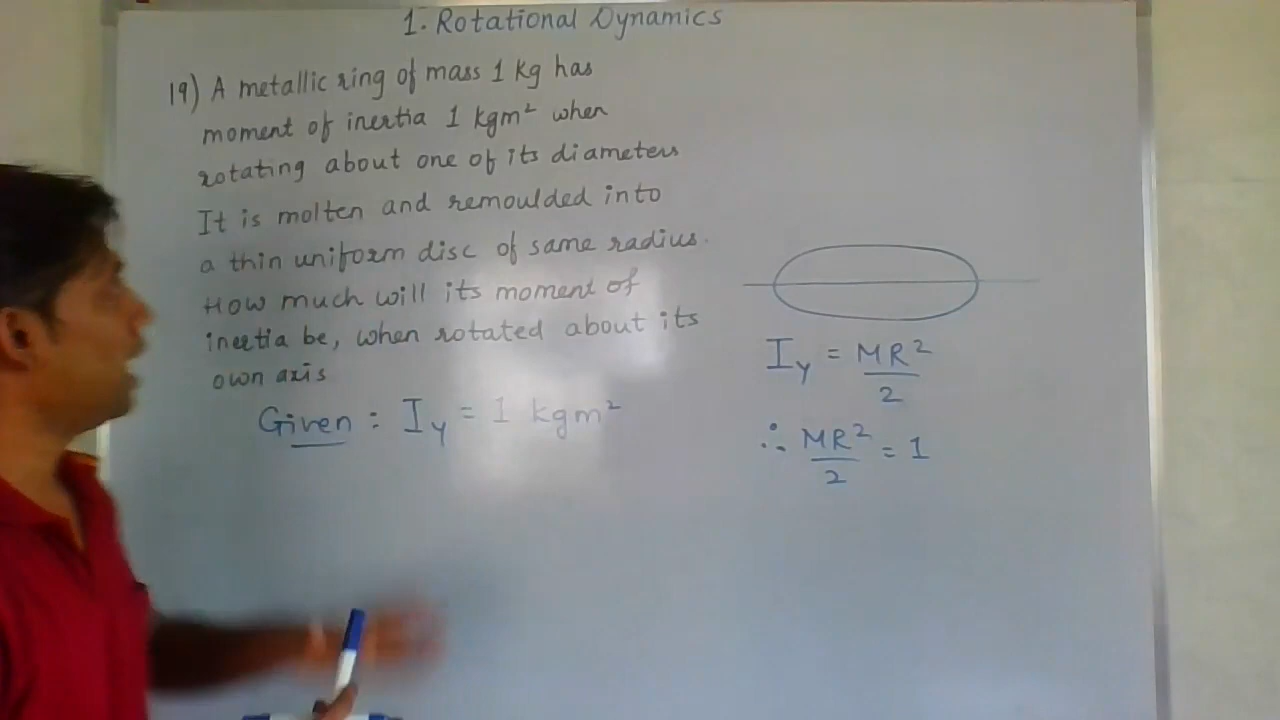 1. Rotational Dynamics
19) A metallic ring of mass 1 kg has
moment of inertia 1 kgm² when
rotating about one of its diameters
It is molten and remoulded into
a thin uniform disc of same radius.
How much will its moment of
inertia be, when rotated about its
own axis
Given : I_y = 1 kgm²
I_y = MR²/2
∴ MR²/2 = 1